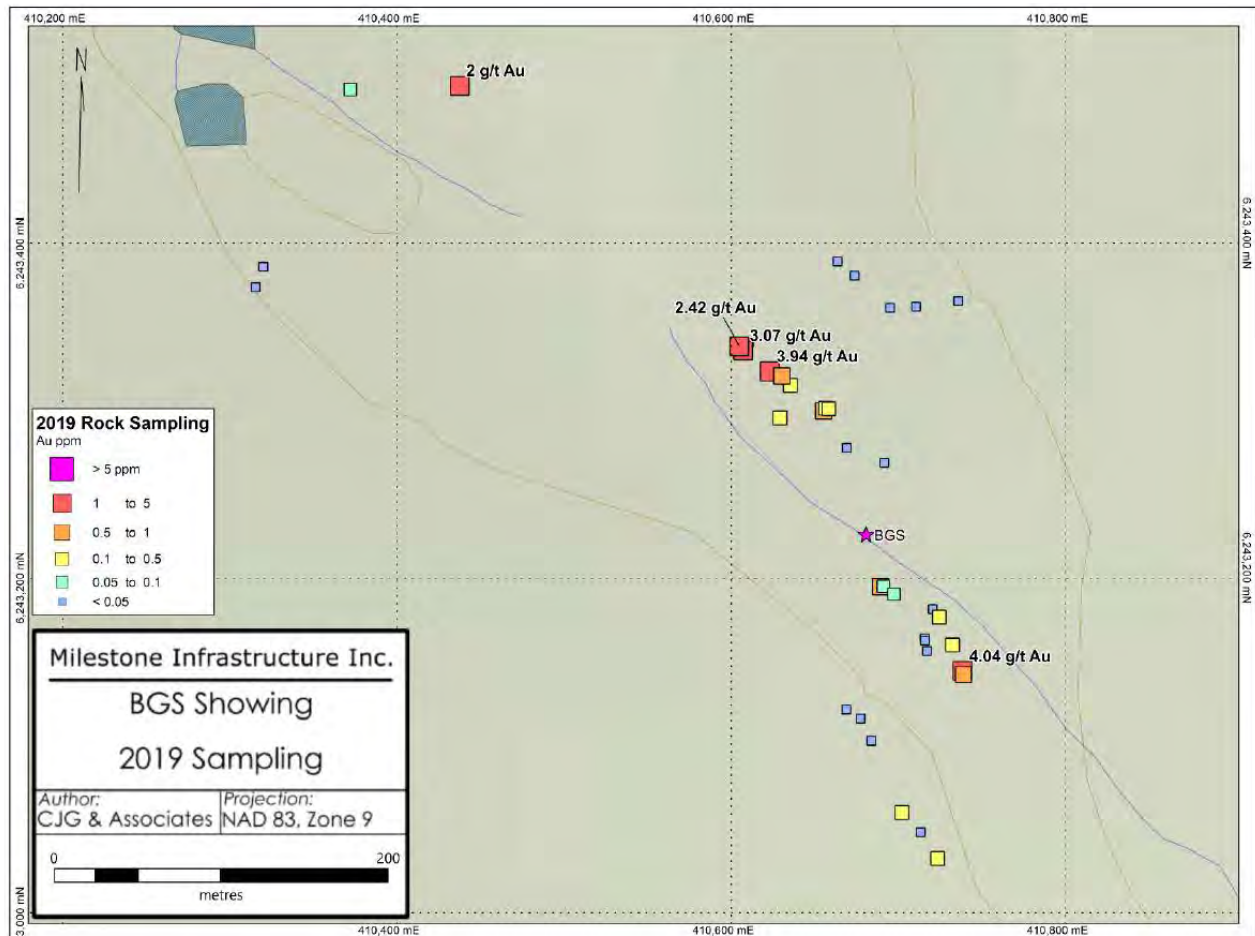 410,200 mE
410,400 mE
410,600 mE
410,800 mE
N
2 g/t Au
6,243,400 mN
6,243,400 mN
2.42 g/t Au
3.07 g/t Au
3.94 g/t Au
2019 Rock Sampling
Au ppm
> 5 ppm
1 to 5
0.5 to 1
0.1 to 0.5
0.05 to 0.1
< 0.05
BGS
6,243,200 mN
6,243,200 mN
4.04 g/t Au
Milestone Infrastructure Inc.
BGS Showing
2019 Sampling
Author:
CJG & Associates
Projection:
NAD 83, Zone 9
0
200
metres
3,000 mN
410,400 mE
410,600 mE
410,800 mE